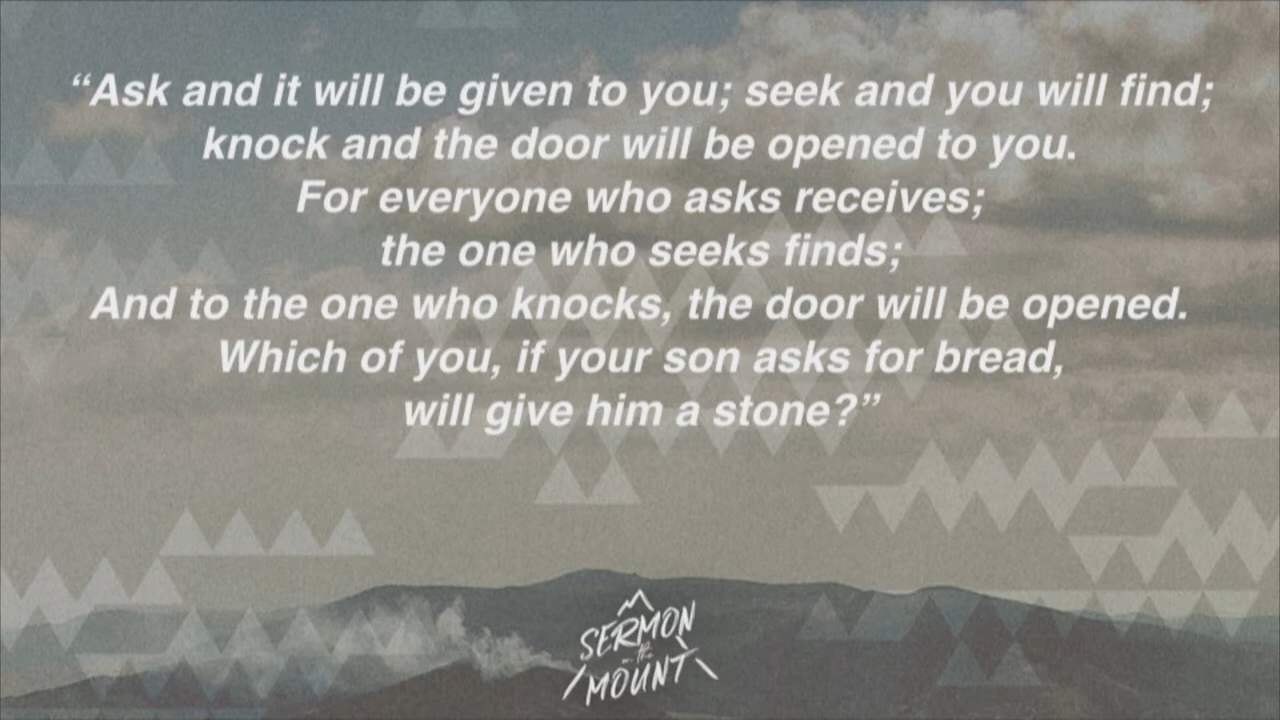 “Ask and it will be given to you; seek and you will find;
knock and the door will be opened to you.
For everyone who asks receives;
the one who seeks finds;
And to the one who knocks, the door will be opened.
Which of you, if your son asks for bread,
will give him a stone?”
SERMON
on the
MOUNT